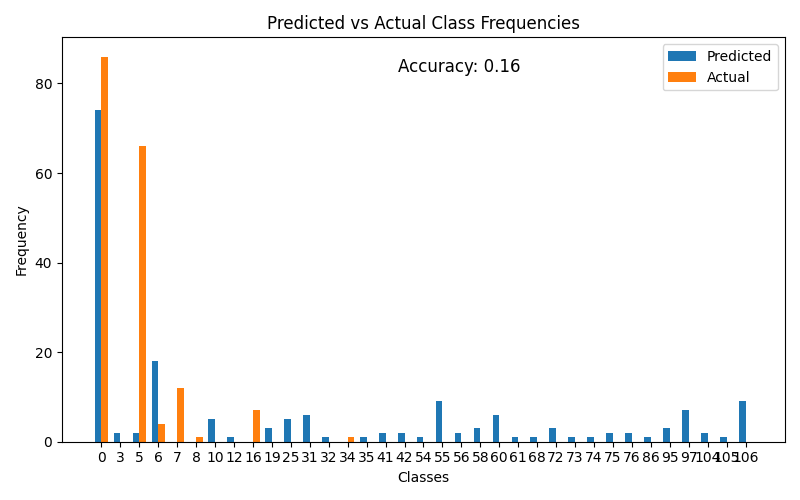 Predicted vs Actual Class Frequencies
Accuracy: 0.16
Predicted
Actual
Frequency
80
60
40
20
0
0 3 5 6 7 8 10 12 16 19 25 31 32 34 35 41 42 54 55 56 58 60 61 68 72 73 74 75 76 86 95 97 104 105 106
Classes